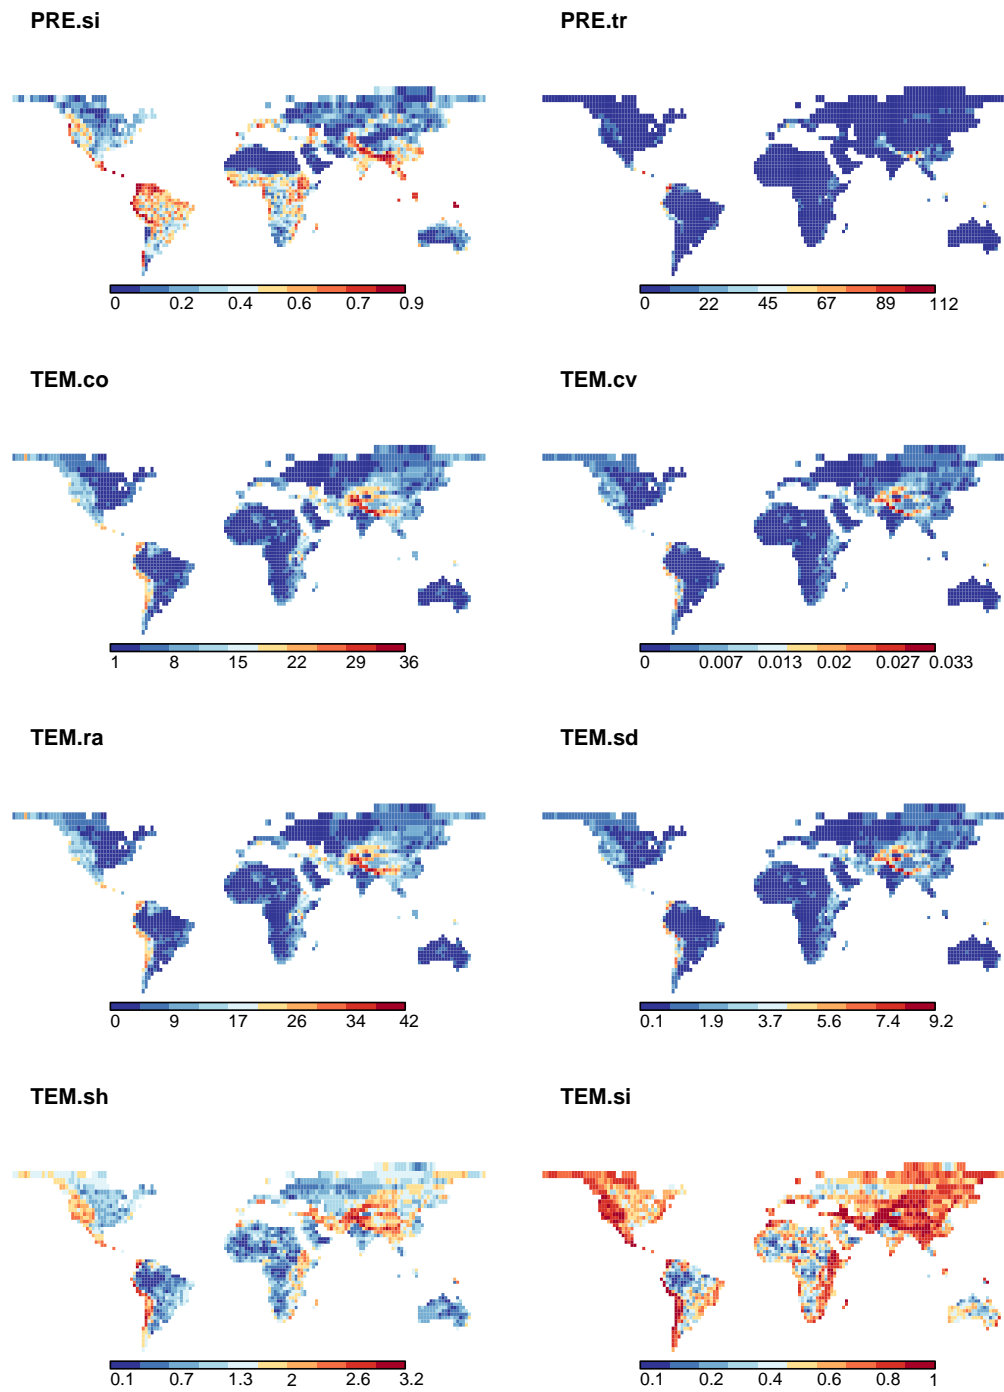 PRE.si PRE.tr
0 0.2 0.4 0.6 0.7 0.9 0 22 45 67 89 112
TEM.co TEM.cv
1 8 15 22 29 36 0 0.007 0.013 0.02 0.027 0.033
TEM.ra TEM.sd
0 9 17 26 34 42 0.1 1.9 3.7 5.6 7.4 9.2
TEM.sh TEM.si
0.1 0.7 1.3 2 2.6 3.2 0.1 0.2 0.4 0.6 0.8 1